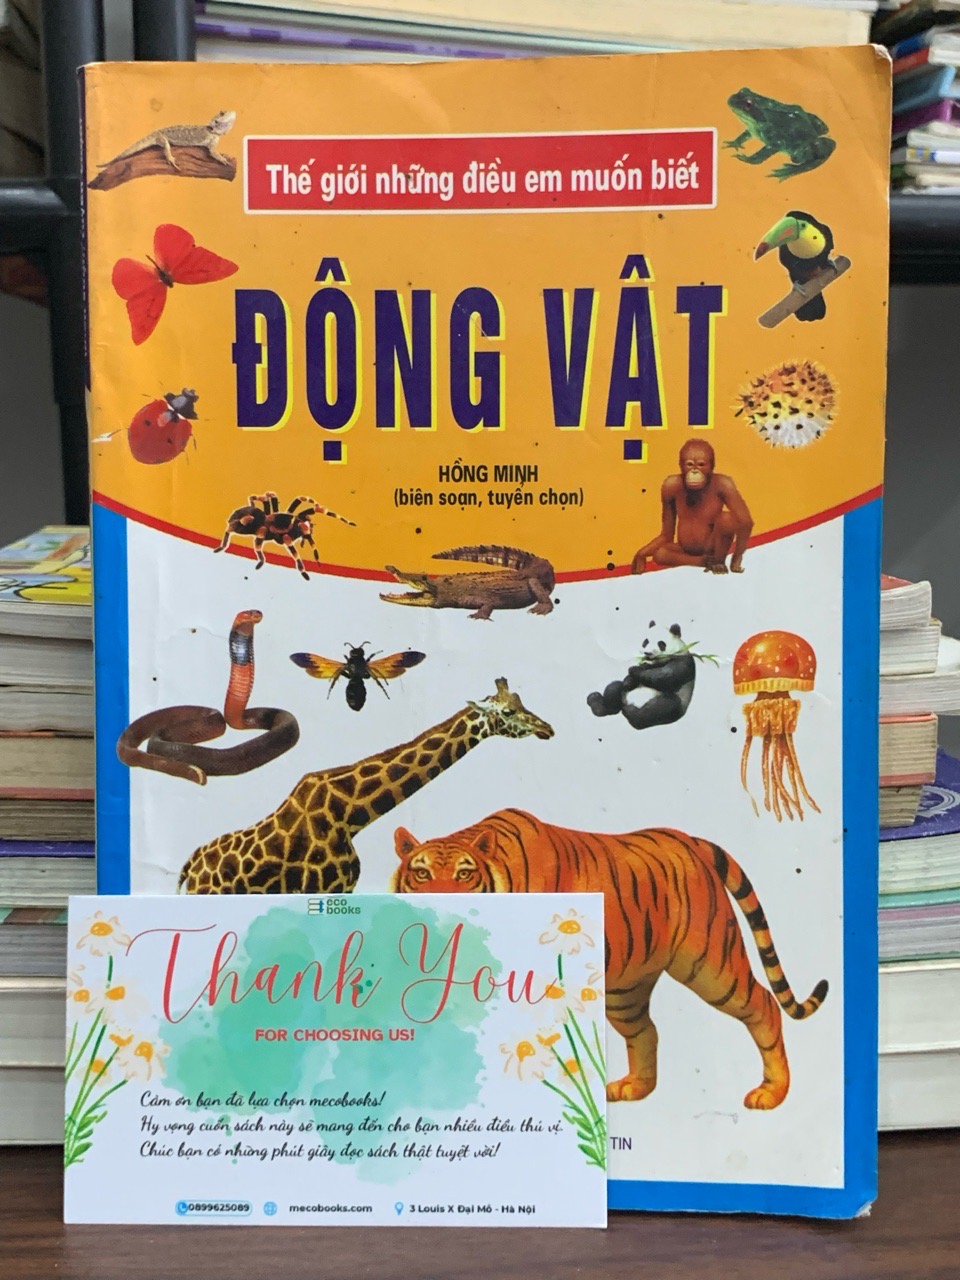 Thế giới những điều em muốn biết
ĐỘNG VẬT
HỒNG MINH
(biên soạn, tuyển chọn)
TIN
eco
books
Thank You
FOR CHOOSING US!
Cảm ơn bạn đã lựa chọn mecobooks!
Hy vọng cuốn sách này sẽ mang đến cho bạn nhiều điều thú vị.
Chúc bạn có những phút giây đọc sách thật tuyệt vời!
0899625089 mecobooks.com 3 Louis X Đại Mỗ - Hà Nội